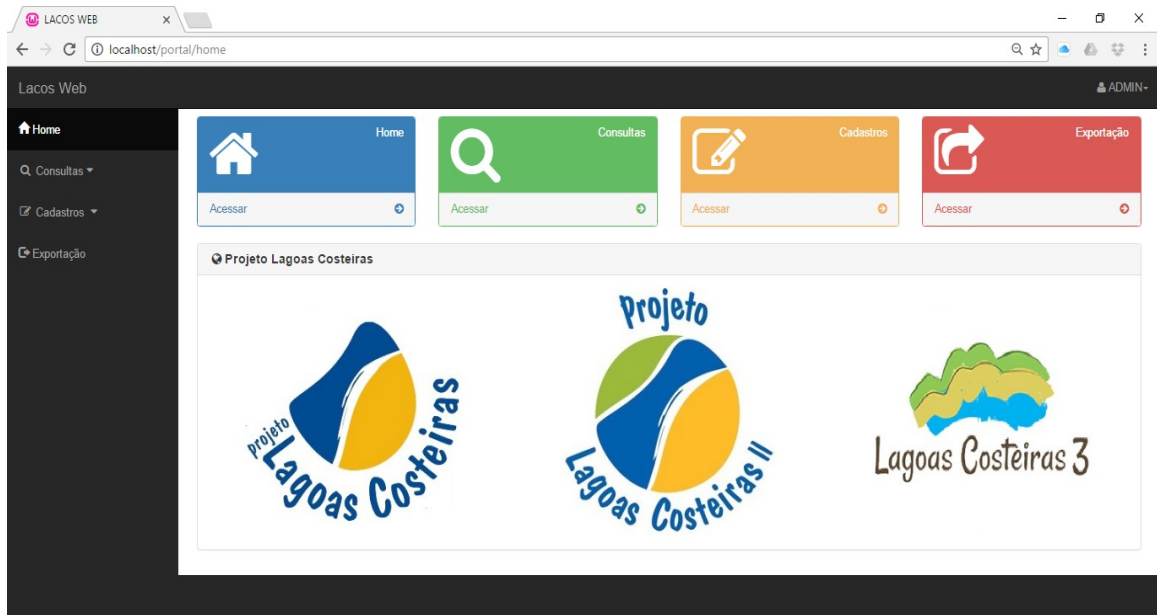 LACOS WEB
localhost/portal/home
Lacos Web
ADMIN
Home
Consultas
Cadastros
Exportação
Home
Acessar
Consultas
Acessar
Cadastros
Acessar
Exportação
Acessar
Projeto Lagoas Costeiras
projeto
Lagoas Costeiras
projeto
Lagoas Costeiras II
Lagoas Costeiras 3